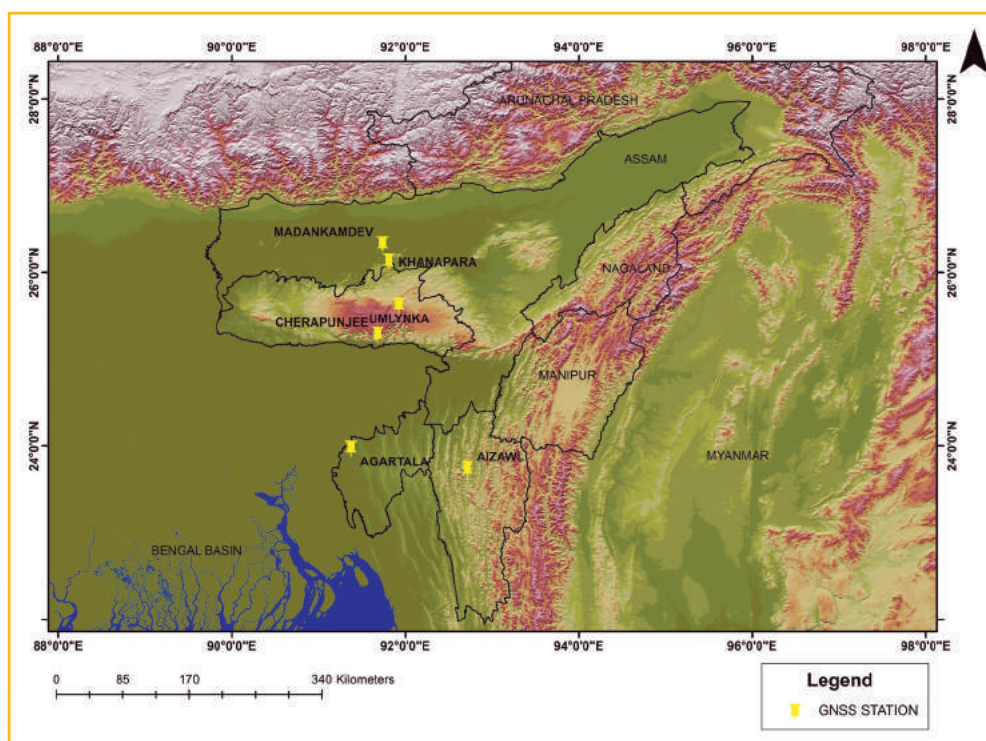 88°0'0"E 90°0'0"E 92°0'0"E 94°0'0"E 96°0'0"E 98°0'0"E
28°0'0"N 28°0'0"N
ARUNACHAL PRADESH
ASSAM
MADANKAMDEV
KHANAPARA
26°0'0"N 26°0'0"N
NAGALAND
CHERAPUNJEE UMLYNKA
MANIPUR
24°0'0"N 24°0'0"N
AGARTALA AIZAWL
MYANMAR
BENGAL BASIN
88°0'0"E 90°0'0"E 92°0'0"E 94°0'0"E 96°0'0"E 98°0'0"E
0 85 170 340 Kilometers
Legend
GNSS STATION